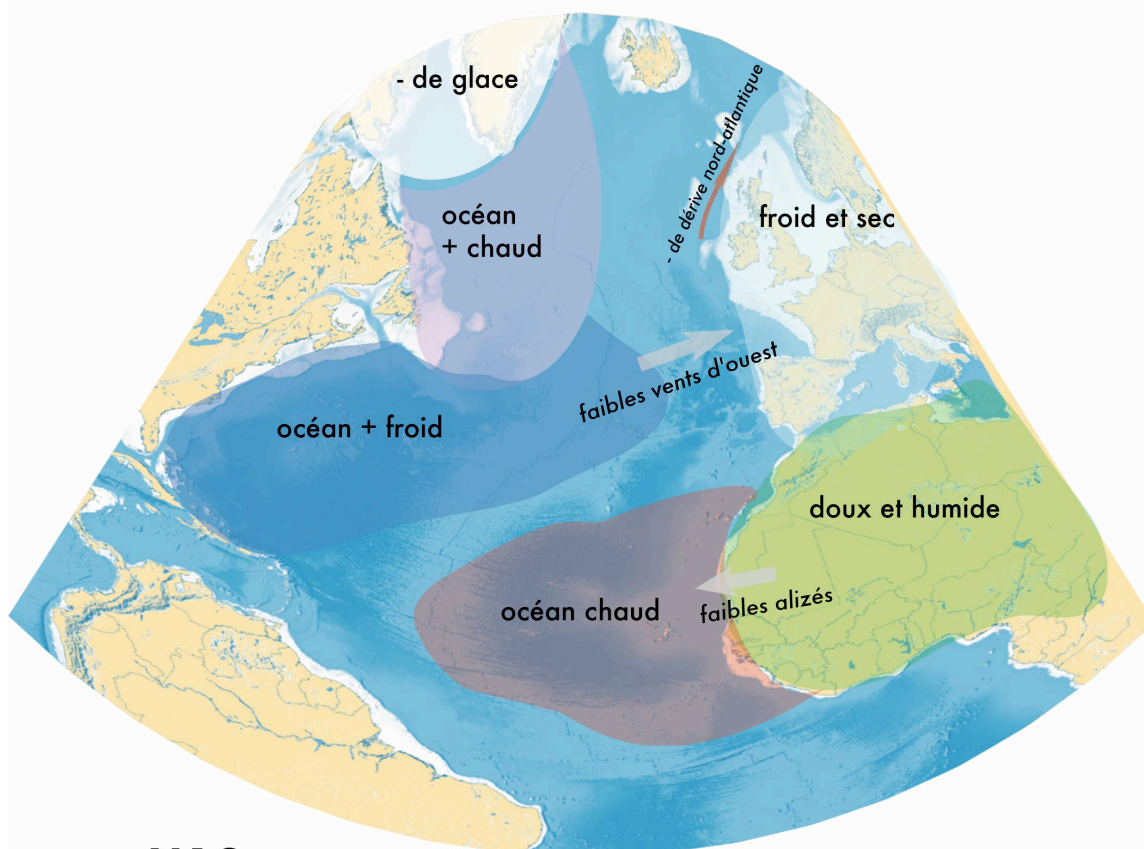 - de glace
- de dérive nord-atlantique
océan
+ chaud
froid et sec
faibles vents d'ouest
océan + froid
doux et humide
océan chaud
faibles alizés